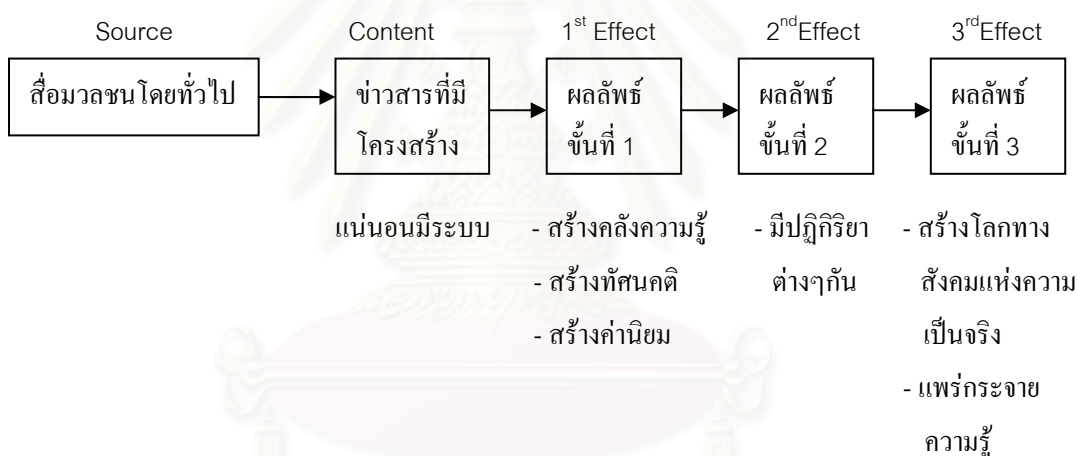 Source Content 1st Effect 2ndEffect 3rdEffect
สื่อมวลชนโดยทั่วไป
ข่าวสารที่มี
โครงสร้าง
ผลลัพธ์
ขั้นที่ 1
ผลลัพธ์
ขั้นที่ 2
ผลลัพธ์
ขั้นที่ 3
แน่นอนมีระบบ
- สร้างคลังความรู้
- สร้างทัศนคติ
- สร้างค่านิยม
- มีปฏิกิริยา
ต่างๆกัน
- สร้างโลกทาง
สังคมแห่งความ
เป็นจริง
- แพร่กระจาย
ความรู้